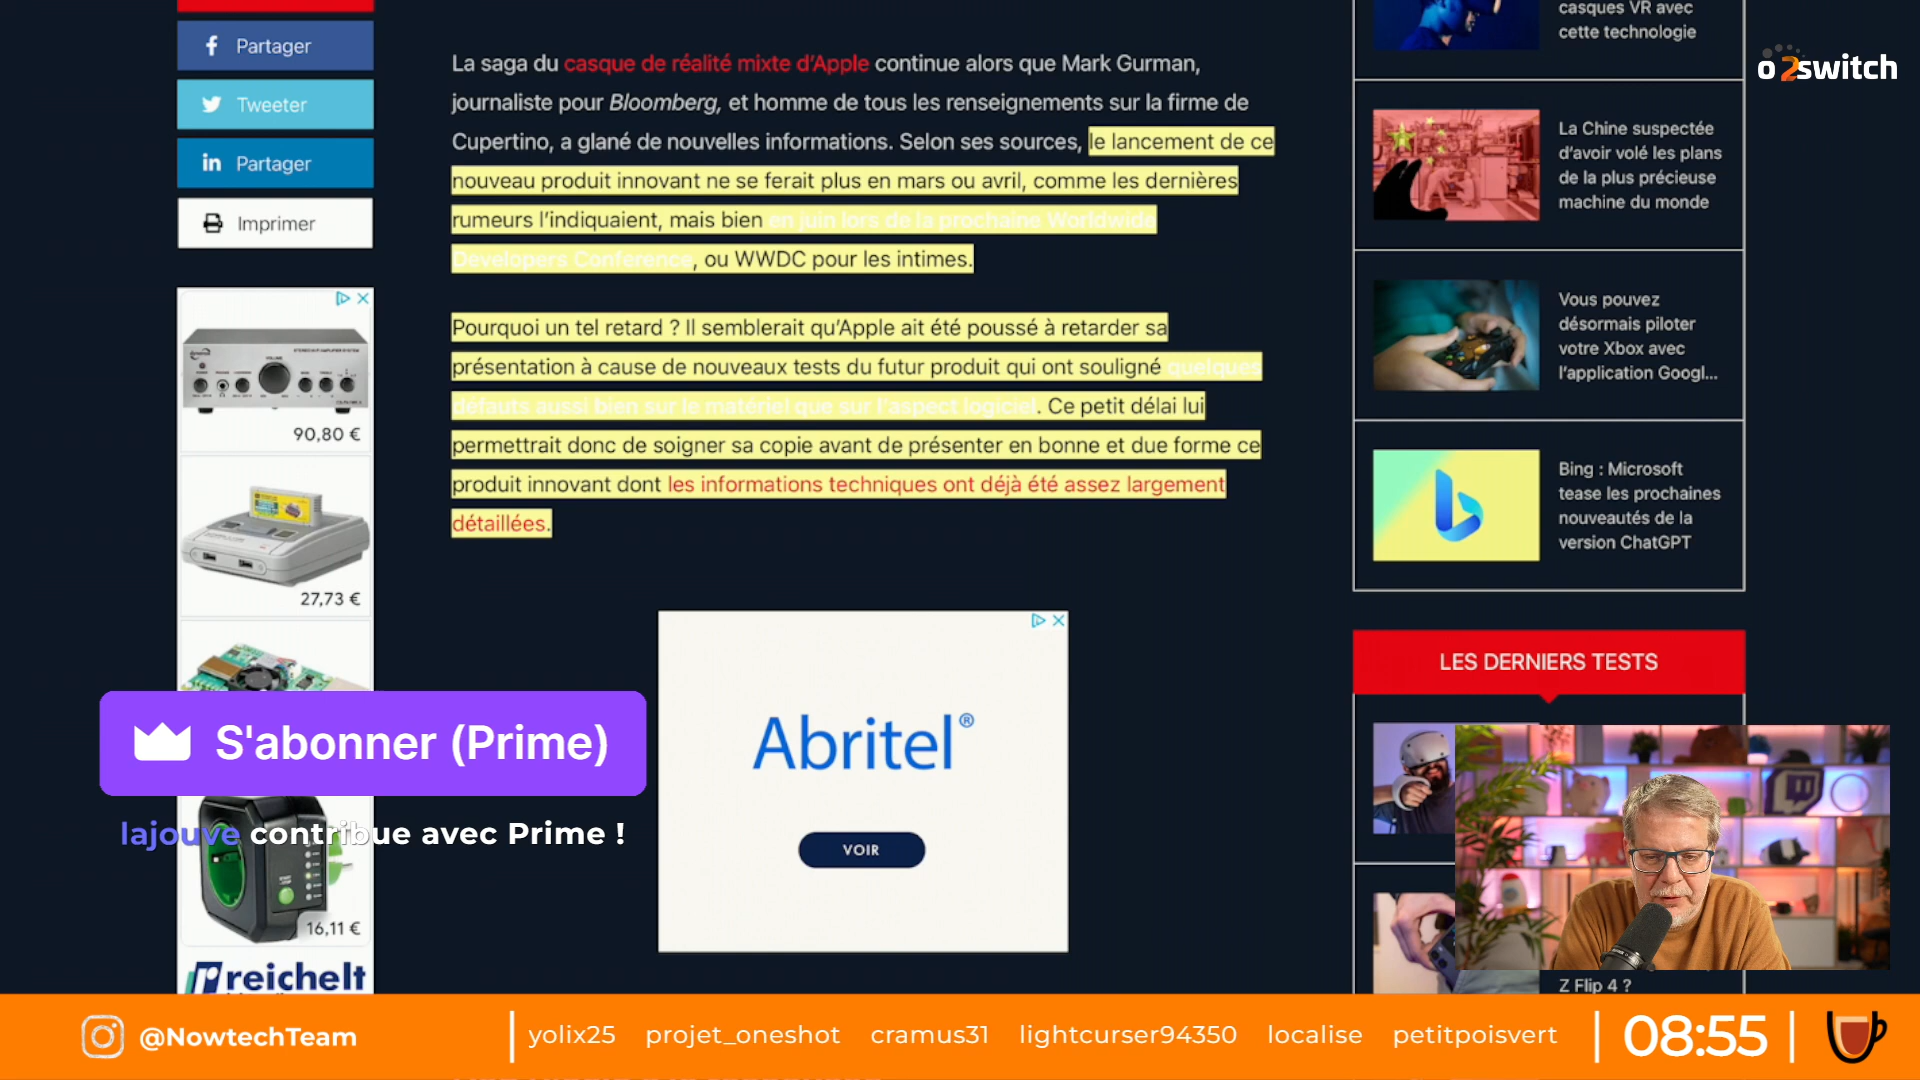 Partager
Tweeter
Partager
Imprimer
90,80 €
27,73 €
16,11 €
reichelt
La saga du casque de réalité mixte d'Apple continue alors que Mark Gurman,
journaliste pour Bloomberg, et homme de tous les renseignements sur la firme de
Cupertino, a glané de nouvelles informations. Selon ses sources, le lancement de ce
nouveau produit innovant ne se ferait plus en mars ou avril, comme les dernières
rumeurs l'indiquaient, mais bien en juin lors de la prochaine Worldwide
Developers Conference, ou WWDC pour les intimes.
Pourquoi un tel retard ? Il semblerait qu'Apple ait été poussé à retarder sa
présentation à cause de nouveaux tests du futur produit qui ont souligné quelques
défauts aussi bien sur le matériel que sur l'aspect logiciel. Ce petit délai lui
permettrait donc de soigner sa copie avant de présenter en bonne et due forme ce
produit innovant dont les informations techniques ont déjà été assez largement
détaillées.
Abritel®
VOIR
S'abonner (Prime)
lajouve contribue avec Prime !
casques VR avec
cette technologie
o2switch
La Chine suspectée
d'avoir volé les plans
de la plus précieuse
machine du monde
Vous pouvez
désormais piloter
votre Xbox avec
l'application Googl...
Bing : Microsoft
tease les prochaines
nouveautés de la
version ChatGPT
LES DERNIERS TESTS
Z Flip 4 ?
@NowtechTeam
yolix25 projet_oneshot cramus31 lightcurser94350 localise petitpoisvert
08:55